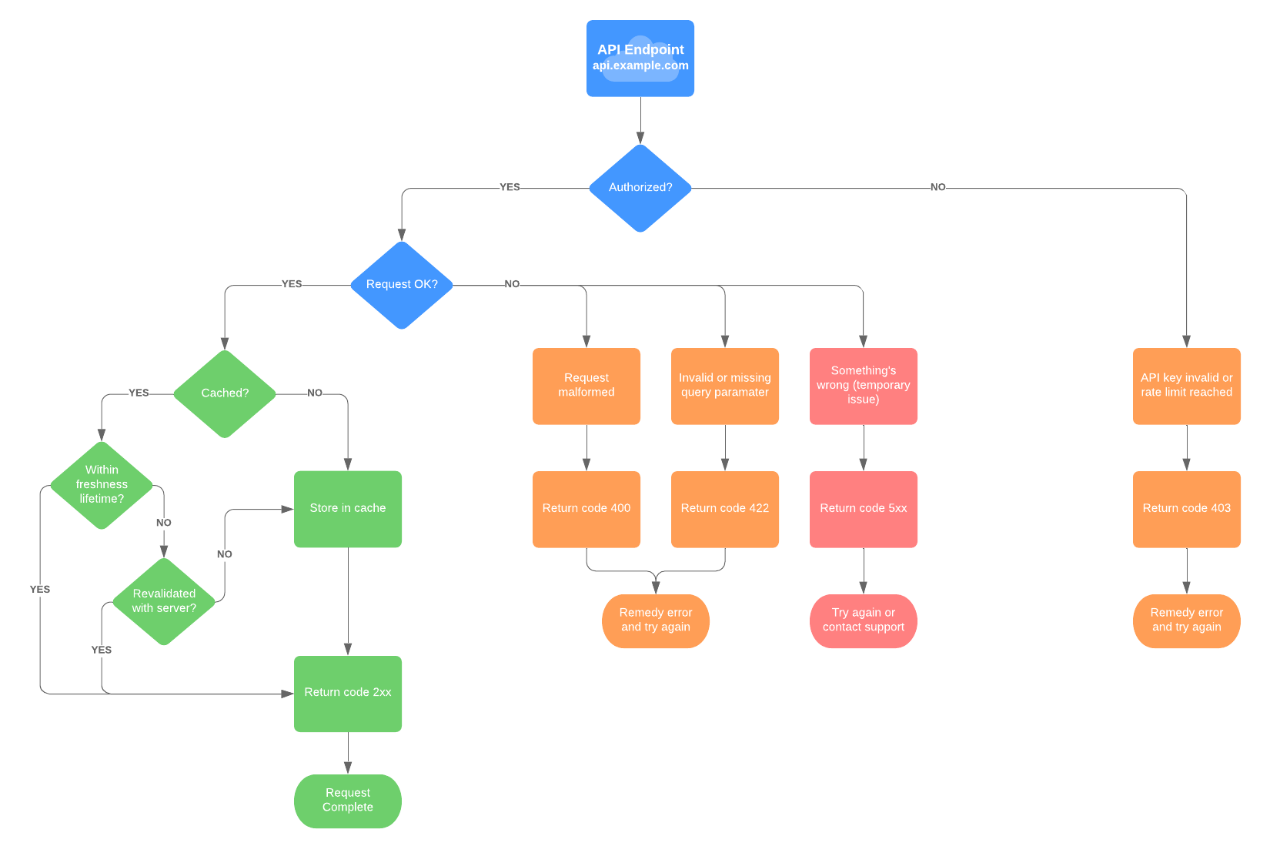 API Endpoint
api.example.com
Authorized?
YES
NO
Request OK?
YES
NO
Cached?
YES
NO
Request
malformed
Invalid or missing
query paramater
Something's
wrong (temporary
issue)
API key invalid or
rate limit reached
Within
freshness
lifetime?
NO
YES
Store in cache
Return code 400
Return code 422
Return code 5xx
Return code 403
NO
Revalidated
with server?
YES
Remedy error
and try again
Try again or
contact support
Remedy error
and try again
Return code 2xx
Request
Complete